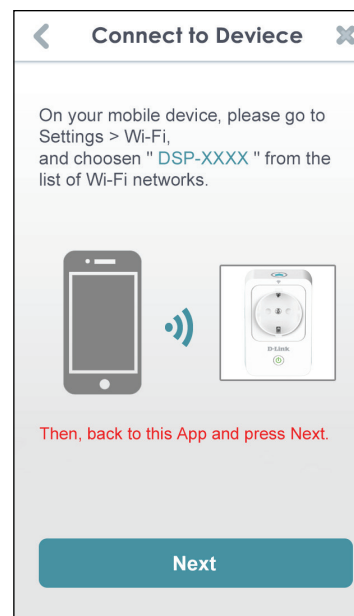 Connect to Deviece
On your mobile device, please go to
Settings > Wi-Fi,
and choosen " DSP-XXXX " from the
list of Wi-Fi networks.
D-Link
Then, back to this App and press Next.
Next